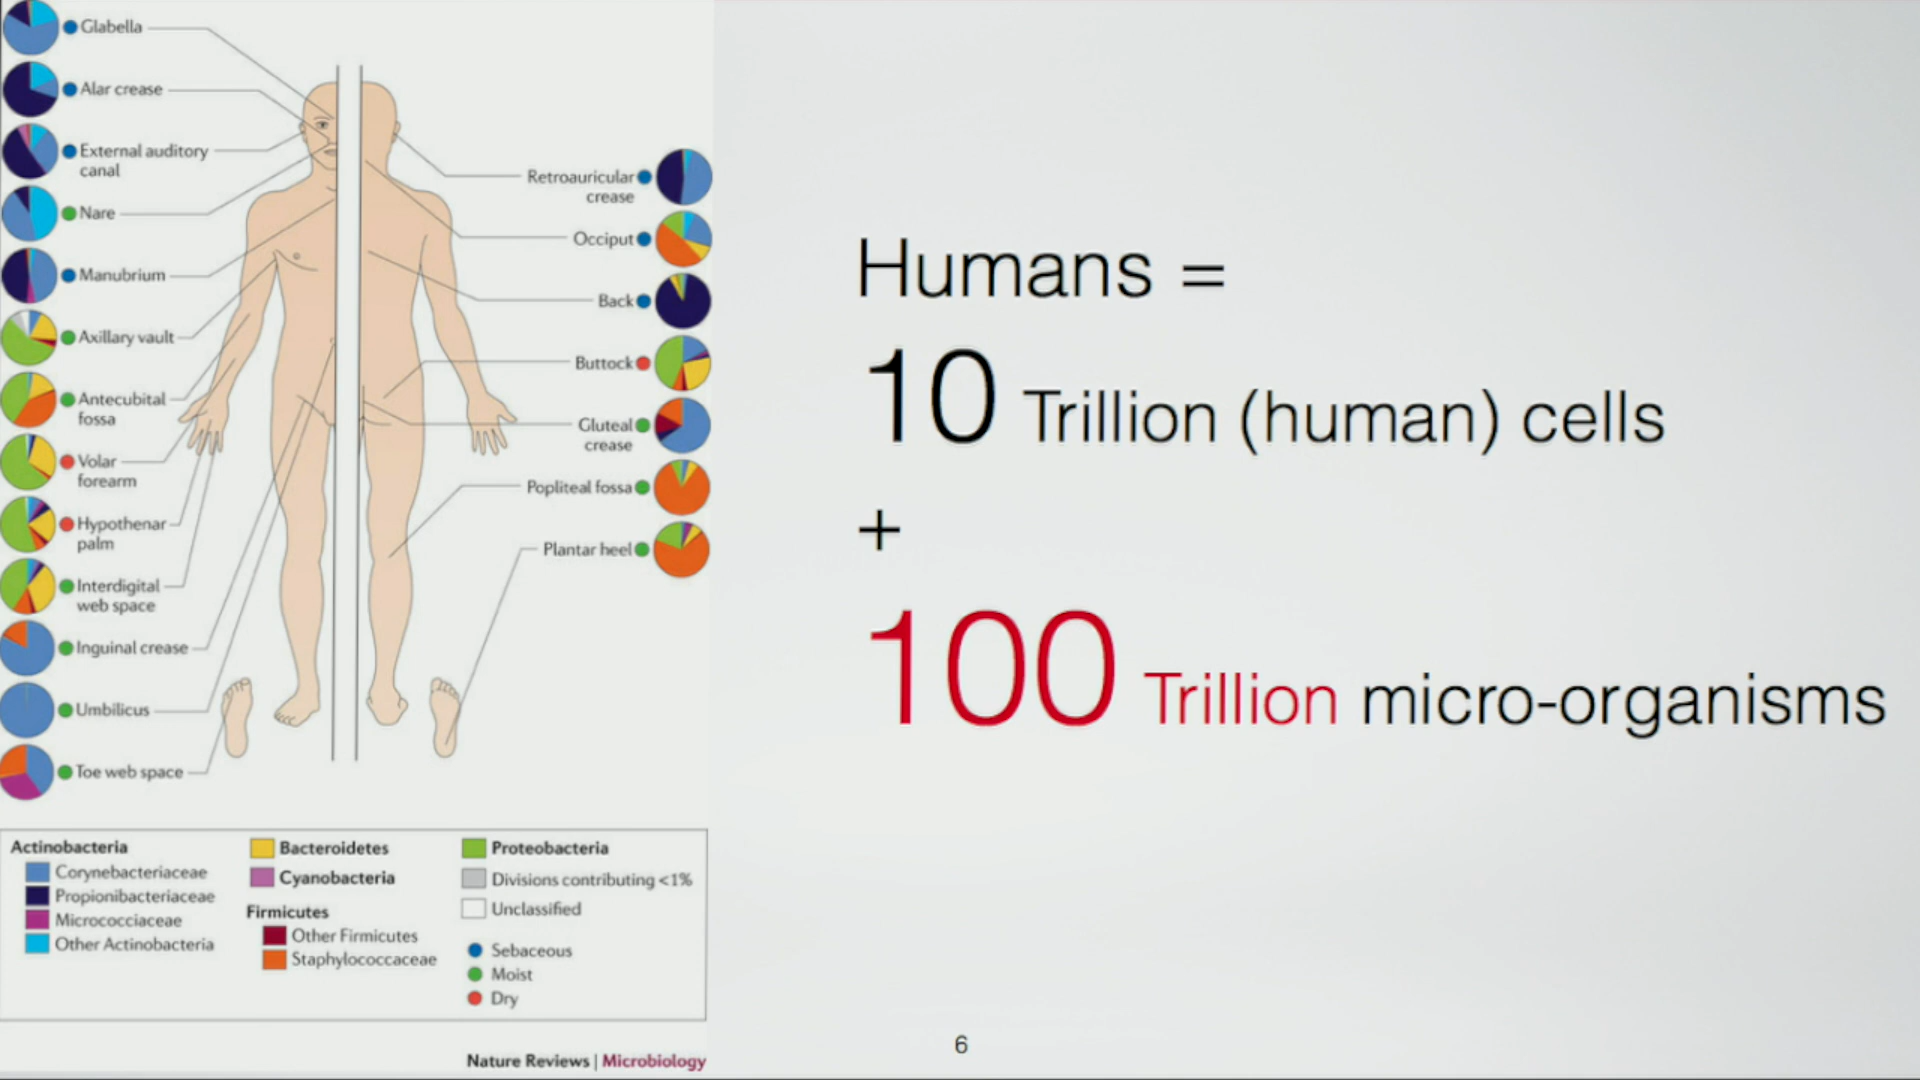 Glabella
Alar crease
External auditory
canal
Nare
Manubrium
Axillary vault
Antecubital
fossa
Volar
forearm
Hypothenar
palm
Interdigital
web space
Inguinal crease
Umbilicus
Toe web space
Retroauricular
crease
Occiput
Back
Buttock
Gluteal
crease
Popliteal fossa
Plantar heel
Actinobacteria
Corynebacteriaceae
Propionibacteriaceae
Micrococciaceae
Other Actinobacteria
Bacteroidetes
Cyanobacteria
Firmicutes
Other Firmicutes
Staphylococcaceae
Proteobacteria
Divisions contributing <1%
Unclassified
Sebaceous
Moist
Dry
Nature Reviews | Microbiology
Humans =
10 Trillion (human) cells
+
100 Trillion micro-organisms
6